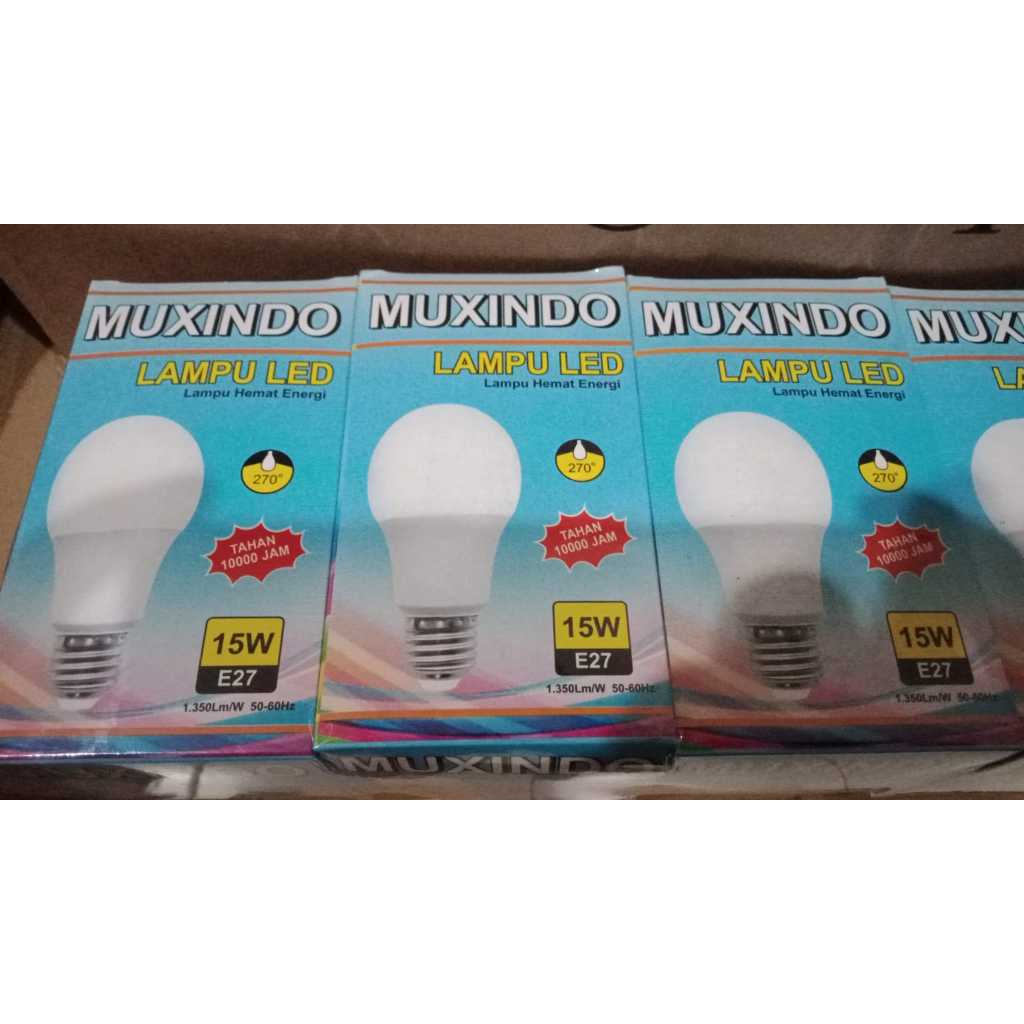 MUXINDO
LAMPU LED
Lampu Hemat Energi
270°
TAHAN
10000 JAM
15W
E27
1.350Lm/W 50-60Hz
MUXINDO
LAMPU LED
Lampu Hemat Energi
270°
TAHAN
10000 JAM
15W
E27
1.350Lm/W 50-60Hz
MUXINDO
MUXINDO
LAMPU LED
Lampu Hemat Energi
270°
TAHAN
10000 JAM
15W
E27
1.350Lm/W 50-60Hz
MUX
LA